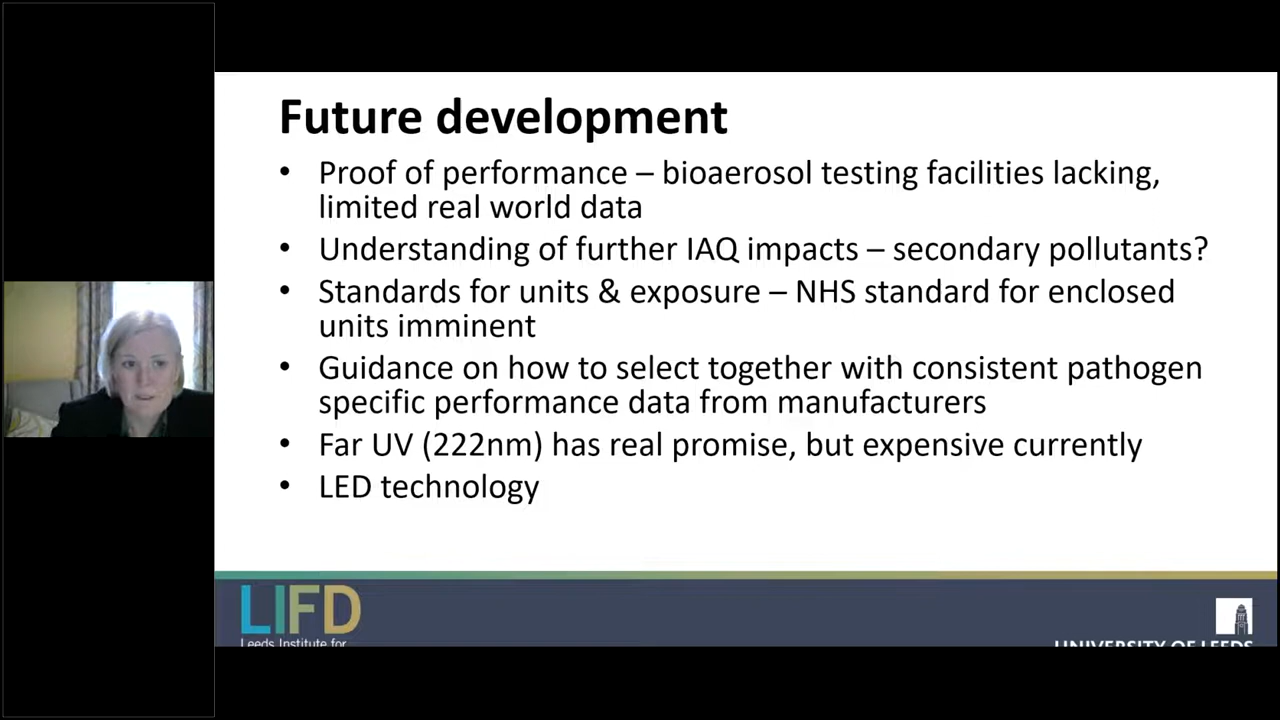 Future development
• Proof of performance – bioaerosol testing facilities lacking,
limited real world data
• Understanding of further IAQ impacts – secondary pollutants?
• Standards for units & exposure – NHS standard for enclosed
units imminent
• Guidance on how to select together with consistent pathogen
specific performance data from manufacturers
• Far UV (222nm) has real promise, but expensive currently
• LED technology
LIFD
Leeds Institute for
UNIVERSITY OF LEEDS